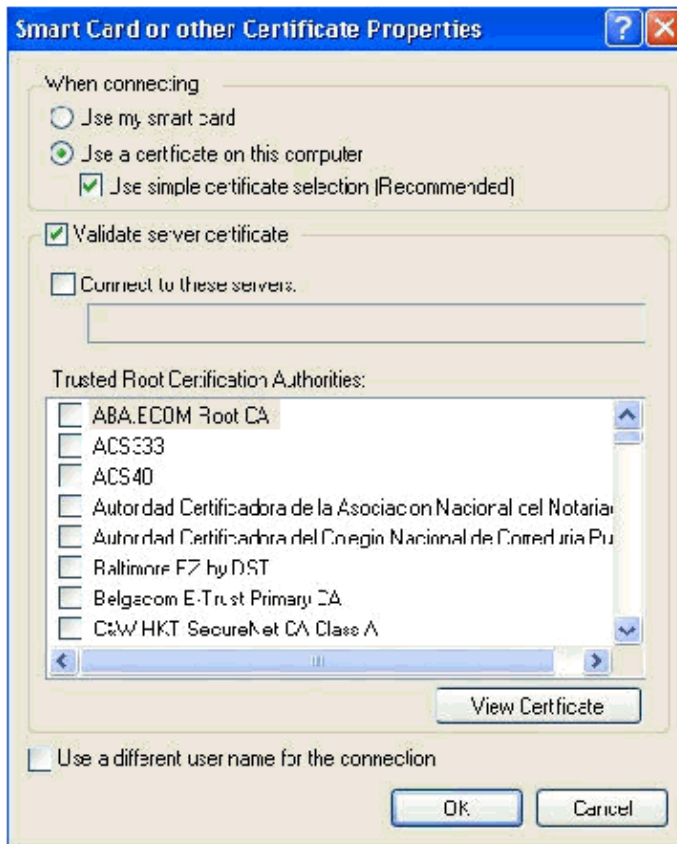 Smart Card or other Certificate Properties
When connecting
Use my smart card
Use a certificate on this computer
Use simple certificate selection (Recommended)
Validate server certificate
Connect to these servers:
Trusted Root Certification Authorities:
ABA.ECOM Root CA
ACS333
ACS40
Autoridad Certificadora de la Asociacion Nacional del Notaria
Autoridad Certificadora del Colegio Nacional de Correduria Pu
Baltimore EZ by DST
Belgacom E-Trust Primary CA
C&W HKT SecureNet CA Class A
View Certificate
Use a different user name for the connection
OK Cancel